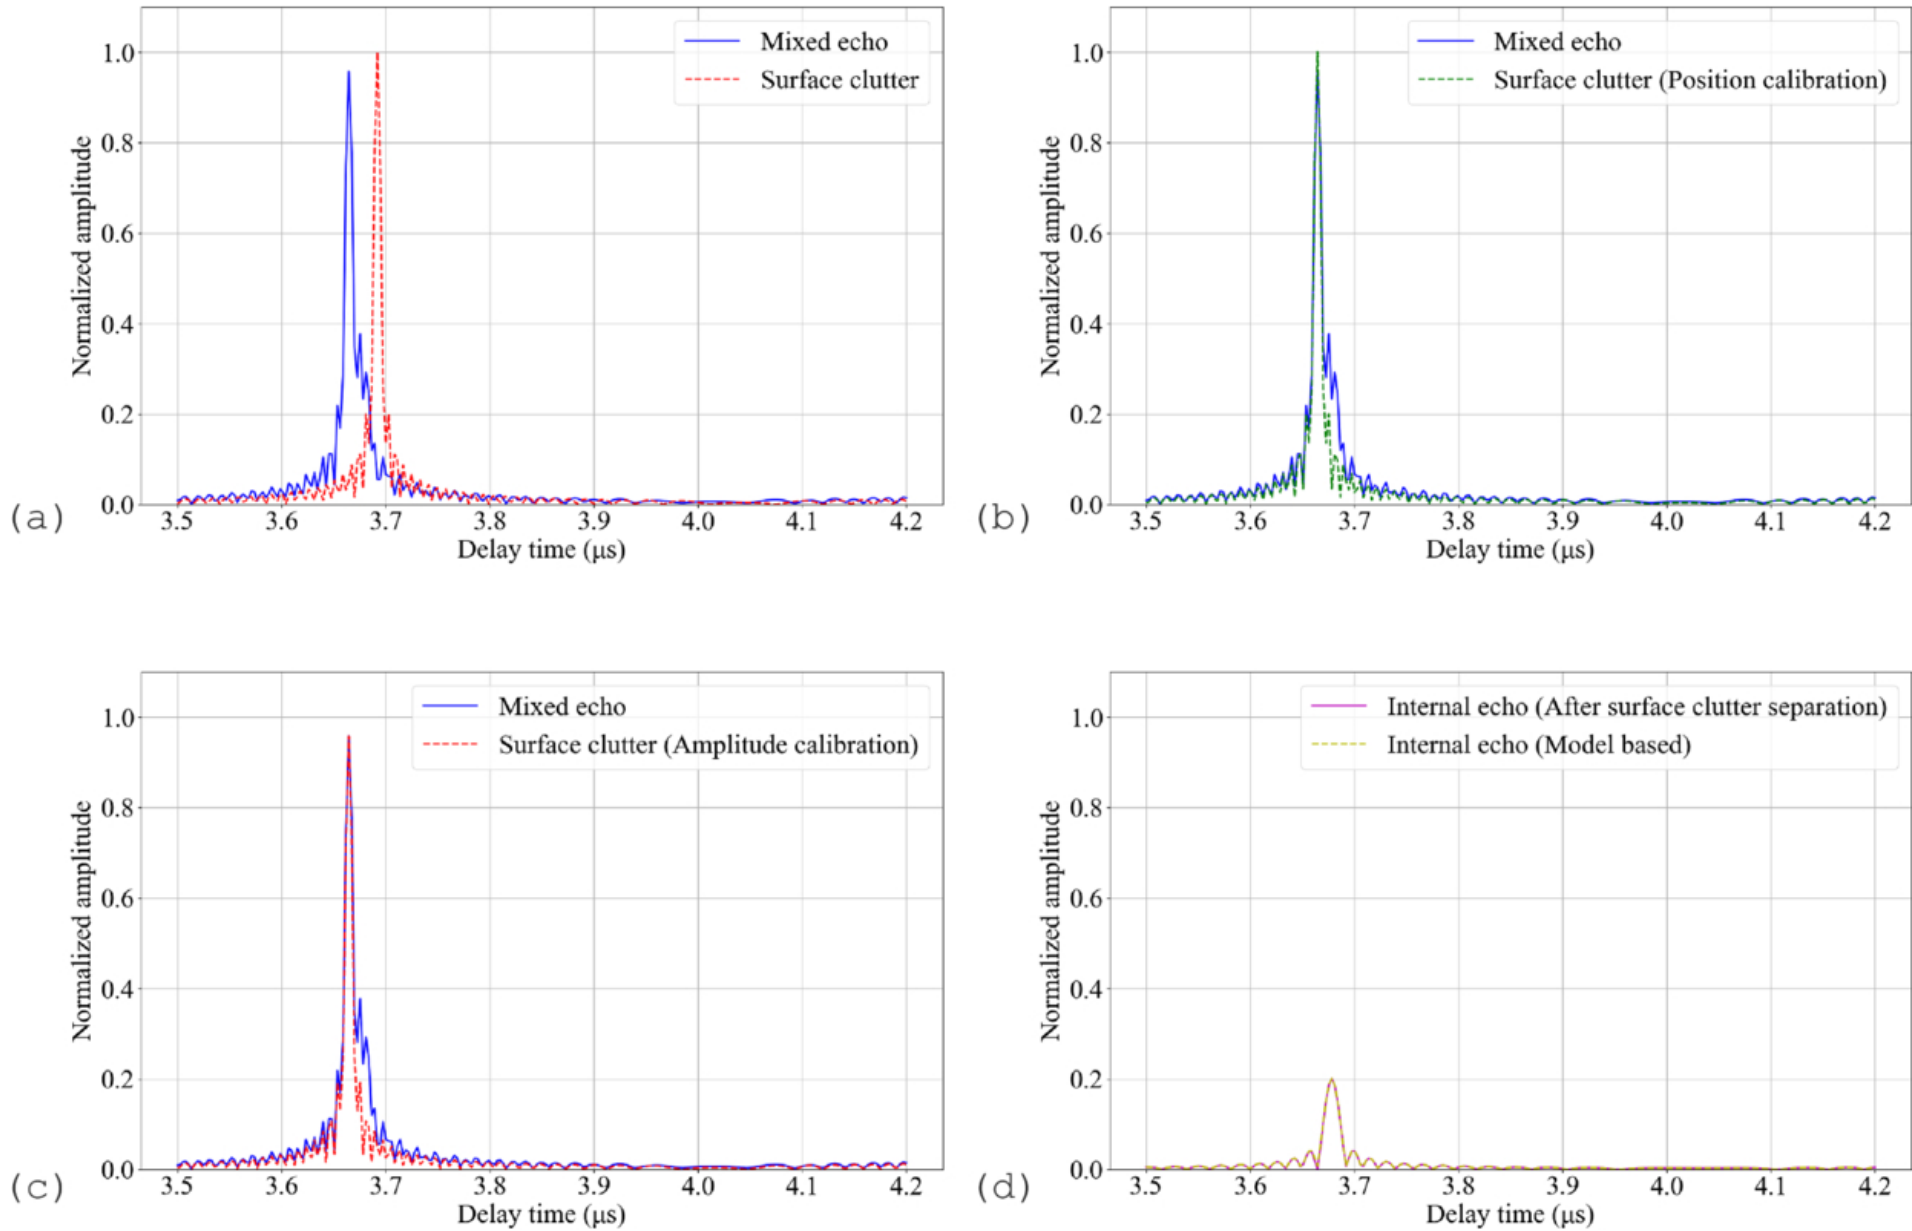 Mixed echo
Surface clutter
Normalized amplitude
1.0
0.8
0.6
0.4
0.2
0.0
3.5 3.6 3.7 3.8 3.9 4.0 4.1 4.2
Delay time (μs)
(a)
Mixed echo
Surface clutter (Position calibration)
Normalized amplitude
1.0
0.8
0.6
0.4
0.2
0.0
3.5 3.6 3.7 3.8 3.9 4.0 4.1 4.2
Delay time (μs)
(b)
Mixed echo
Surface clutter (Amplitude calibration)
Normalized amplitude
1.0
0.8
0.6
0.4
0.2
0.0
3.5 3.6 3.7 3.8 3.9 4.0 4.1 4.2
Delay time (μs)
(c)
Internal echo (After surface clutter separation)
Internal echo (Model based)
Normalized amplitude
1.0
0.8
0.6
0.4
0.2
0.0
3.5 3.6 3.7 3.8 3.9 4.0 4.1 4.2
Delay time (μs)
(d)